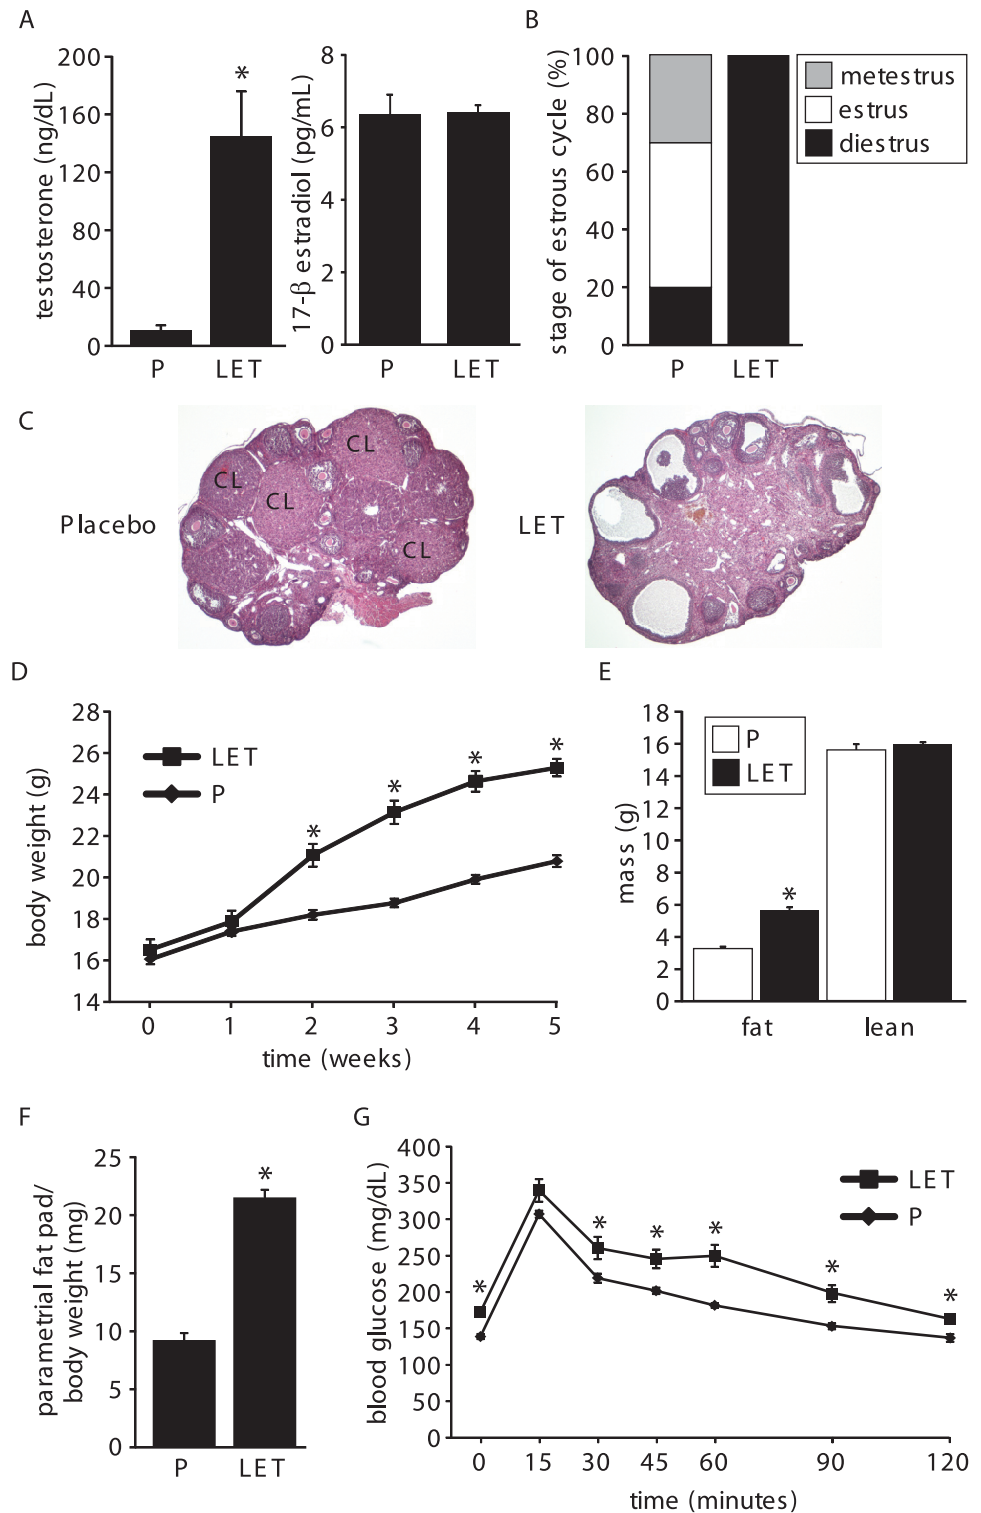 A
testosterone (ng/dL)
200
160
120
80
40
0
*
P LET
17-β estradiol (pg/mL)
8
6
4
2
0
P LET
B
stage of estrous cycle (%)
100
80
60
40
20
0
P LET
metestrus
estrus
diestrus
C
Placebo
CL
CL
CL
CL
LET
D
body weight (g)
28
26
24
22
20
18
16
14
LET
P
* * * *
0 1 2 3 4 5
time (weeks)
E
mass (g)
18
16
14
12
10
8
6
4
2
0
P
LET
*
fat lean
F
parametrial fat pad/
body weight (mg)
25
20
15
10
5
0
*
P LET
G
blood glucose (mg/dL)
400
350
300
250
200
150
100
50
0
LET
P
* * * * * *
0 15 30 45 60 90 120
time (minutes)